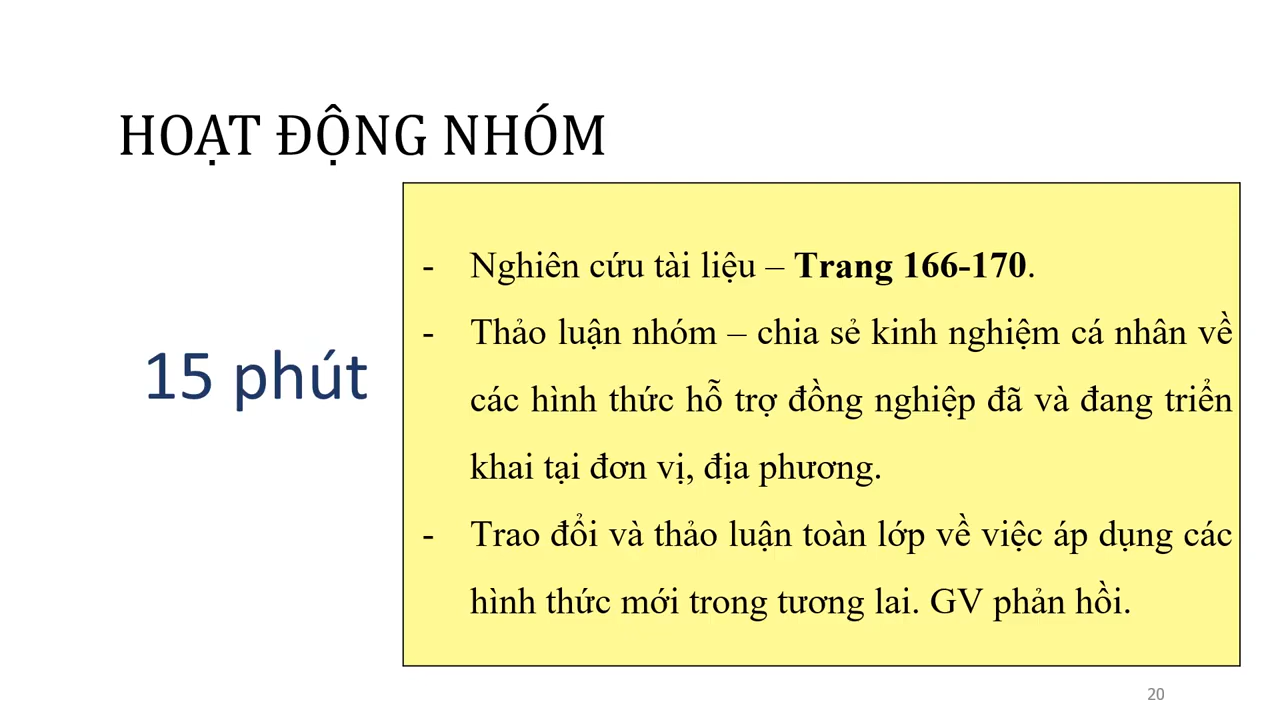 HOẠT ĐỘNG NHÓM
15 phút
- Nghiên cứu tài liệu – Trang 166-170.
- Thảo luận nhóm – chia sẻ kinh nghiệm cá nhân về
các hình thức hỗ trợ đồng nghiệp đã và đang triển
khai tại đơn vị, địa phương.
- Trao đổi và thảo luận toàn lớp về việc áp dụng các
hình thức mới trong tương lai. GV phản hồi.
20